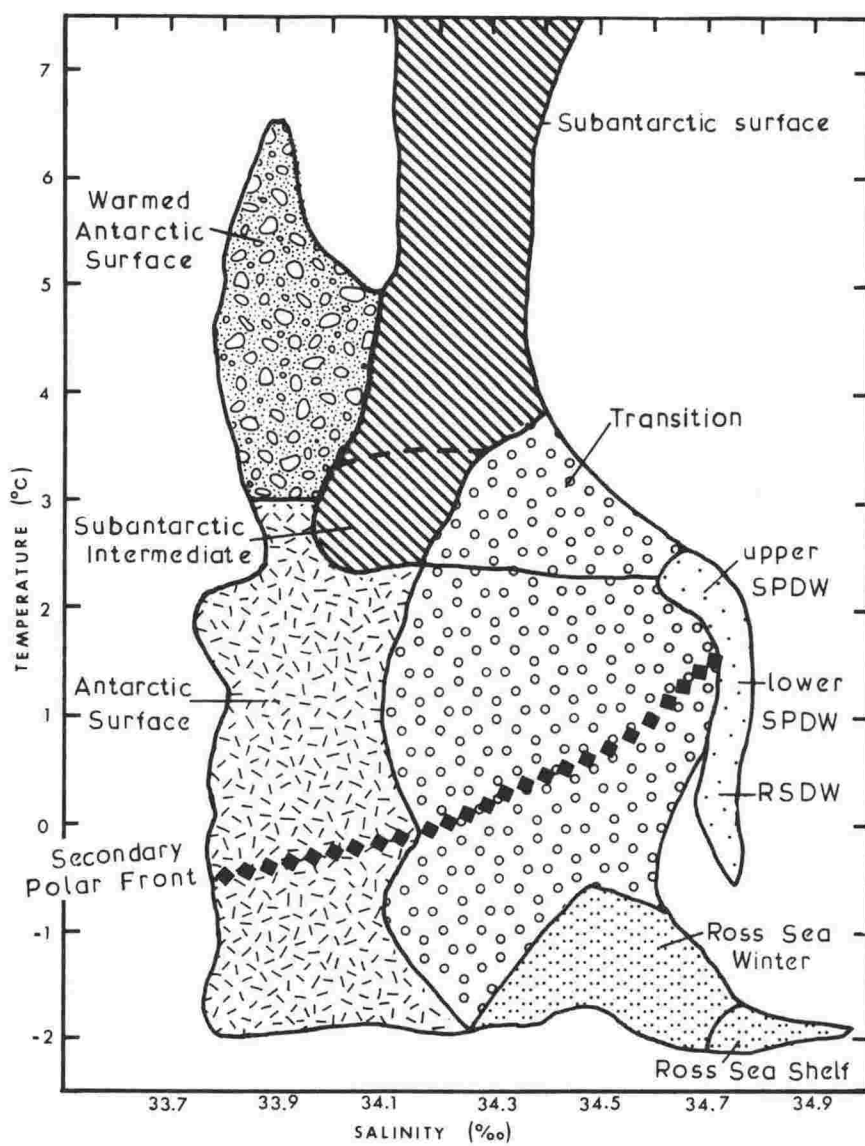 7
6
5
4
3
2
1
0
-1
-2
TEMPERATURE (°C)
Subantarctic surface
Warmed
Antarctic
Surface
Transition
Subantarctic
Intermediate
upper
SPDW
Antarctic
Surface
lower
SPDW
RSDW
Secondary
Polar Front
Ross Sea
Winter
Ross Sea Shelf
33.7 33.9 34.1 34.3 34.5 34.7 34.9
SALINITY (‰)